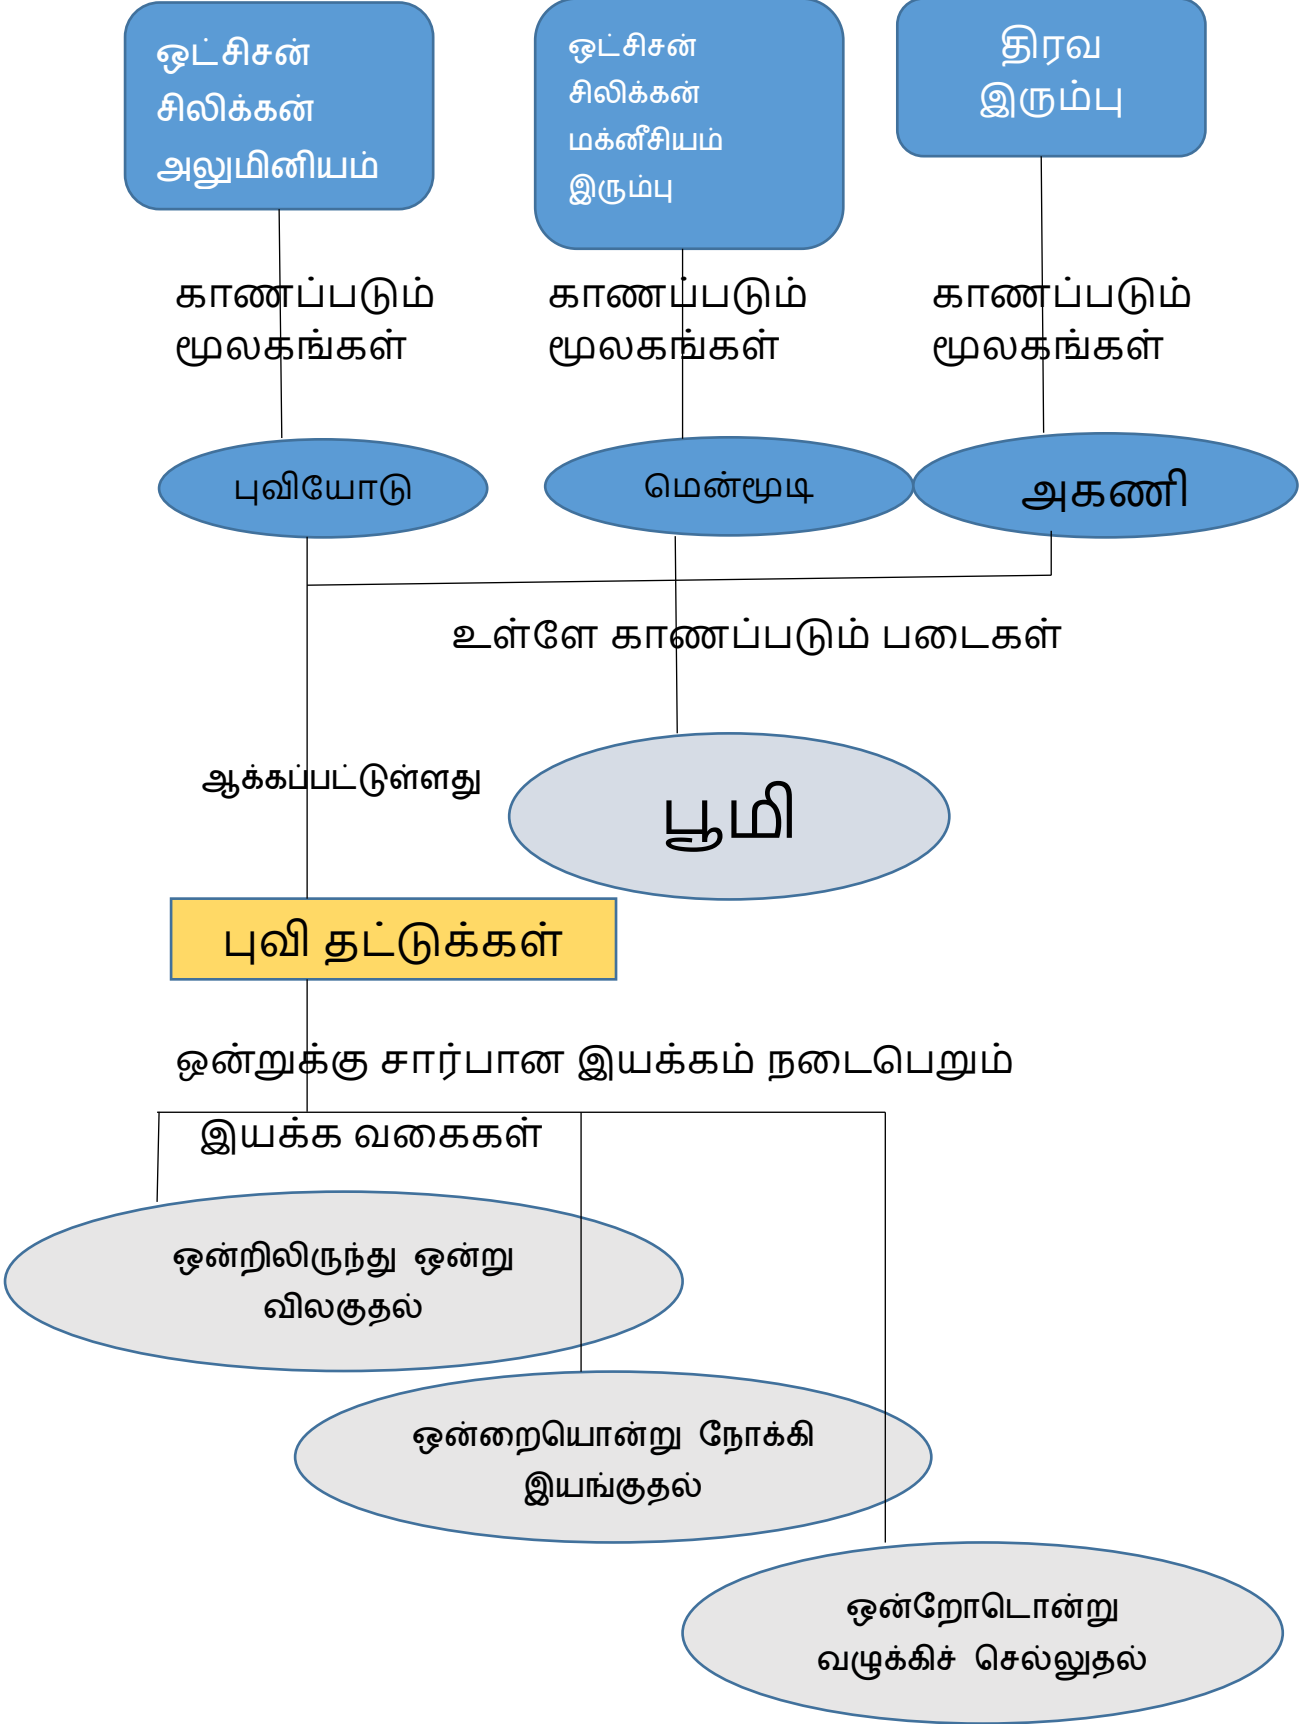 ஒட்சிசன்
சிலிக்கன்
அலுமினியம்
ஒட்சிசன்
சிலிக்கன்
மக்னீசியம்
இரும்பு
திரவ
இரும்பு
காணப்படும்
மூலகங்கள்
காணப்படும்
மூலகங்கள்
காணப்படும்
மூலகங்கள்
புவியோடு
மென்மூடி
அகணி
உள்ளே காணப்படும் படைகள்
ஆக்கப்பட்டுள்ளது
பூமி
புவி தட்டுக்கள்
ஒன்றுக்கு சார்பான இயக்கம் நடைபெறும்
இயக்க வகைகள்
ஒன்றிலிருந்து ஒன்று
விலகுதல்
ஒன்றையொன்று நோக்கி
இயங்குதல்
ஒன்றோடொன்று
வழுக்கிச் செல்லுதல்